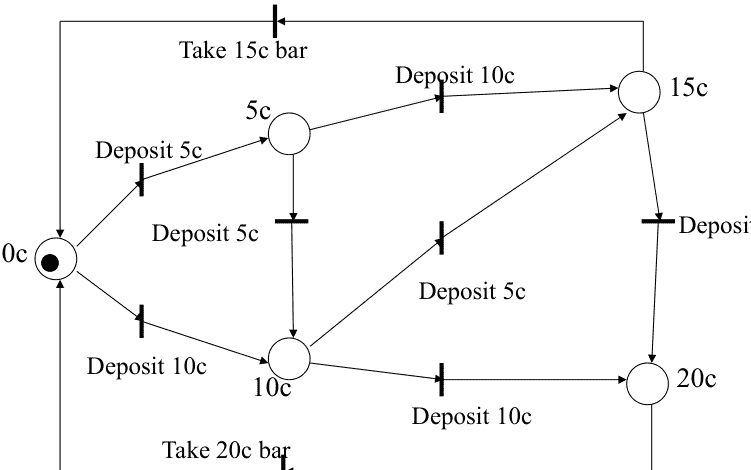 Take 15c bar
Deposit 10c
15c
5c
Deposit 5c
Deposit 5c
Deposit
0c
Deposit 5c
Deposit 10c
10c
20c
Deposit 10c
Take 20c bar